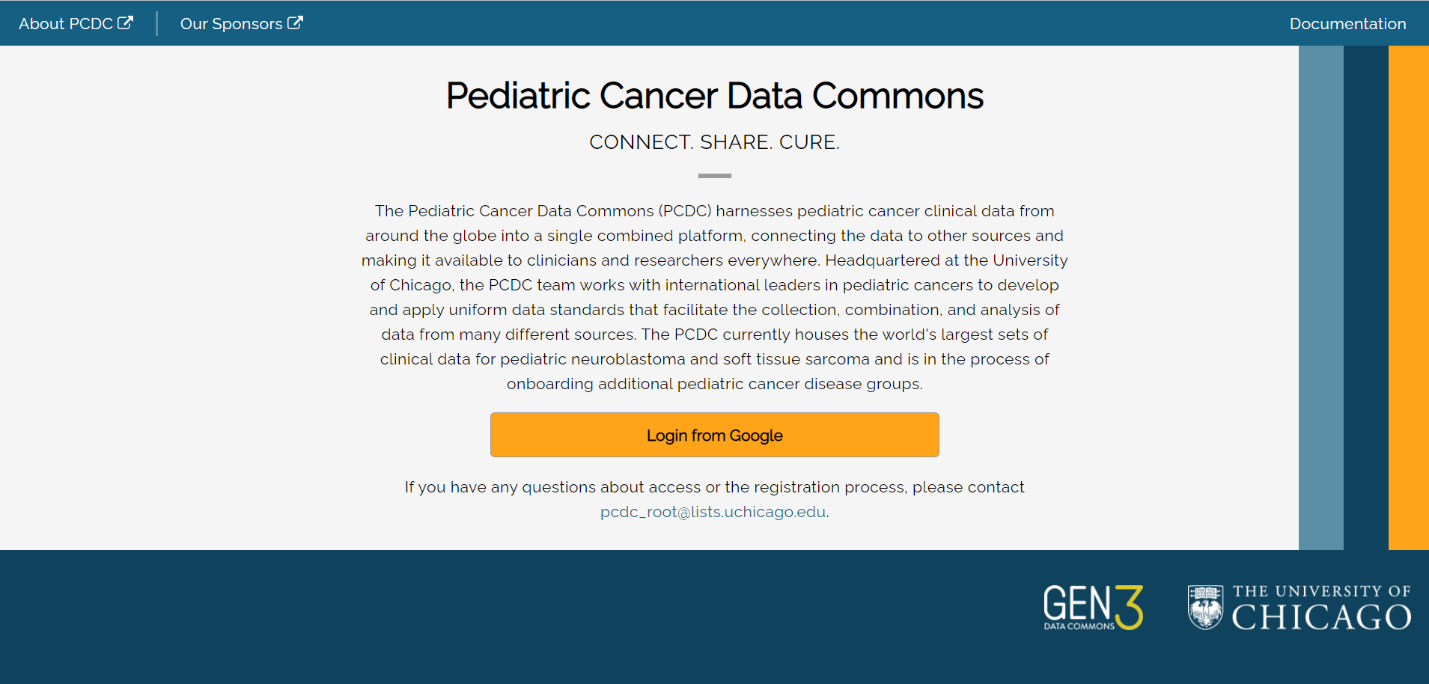 About PCDC
Our Sponsors
Documentation
Pediatric Cancer Data Commons
CONNECT. SHARE. CURE.
The Pediatric Cancer Data Commons (PCDC) harnesses pediatric cancer clinical data from
around the globe into a single combined platform, connecting the data to other sources and
making it available to clinicians and researchers everywhere. Headquartered at the University
of Chicago, the PCDC team works with international leaders in pediatric cancers to develop
and apply uniform data standards that facilitate the collection, combination, and analysis of
data from many different sources. The PCDC currently houses the world's largest sets of
clinical data for pediatric neuroblastoma and soft tissue sarcoma and is in the process of
onboarding additional pediatric cancer disease groups.
Login from Google
If you have any questions about access or the registration process, please contact
pcdc_root@lists.uchicago.edu.
GEN3
DATA COMMONS
THE UNIVERSITY OF
CHICAGO